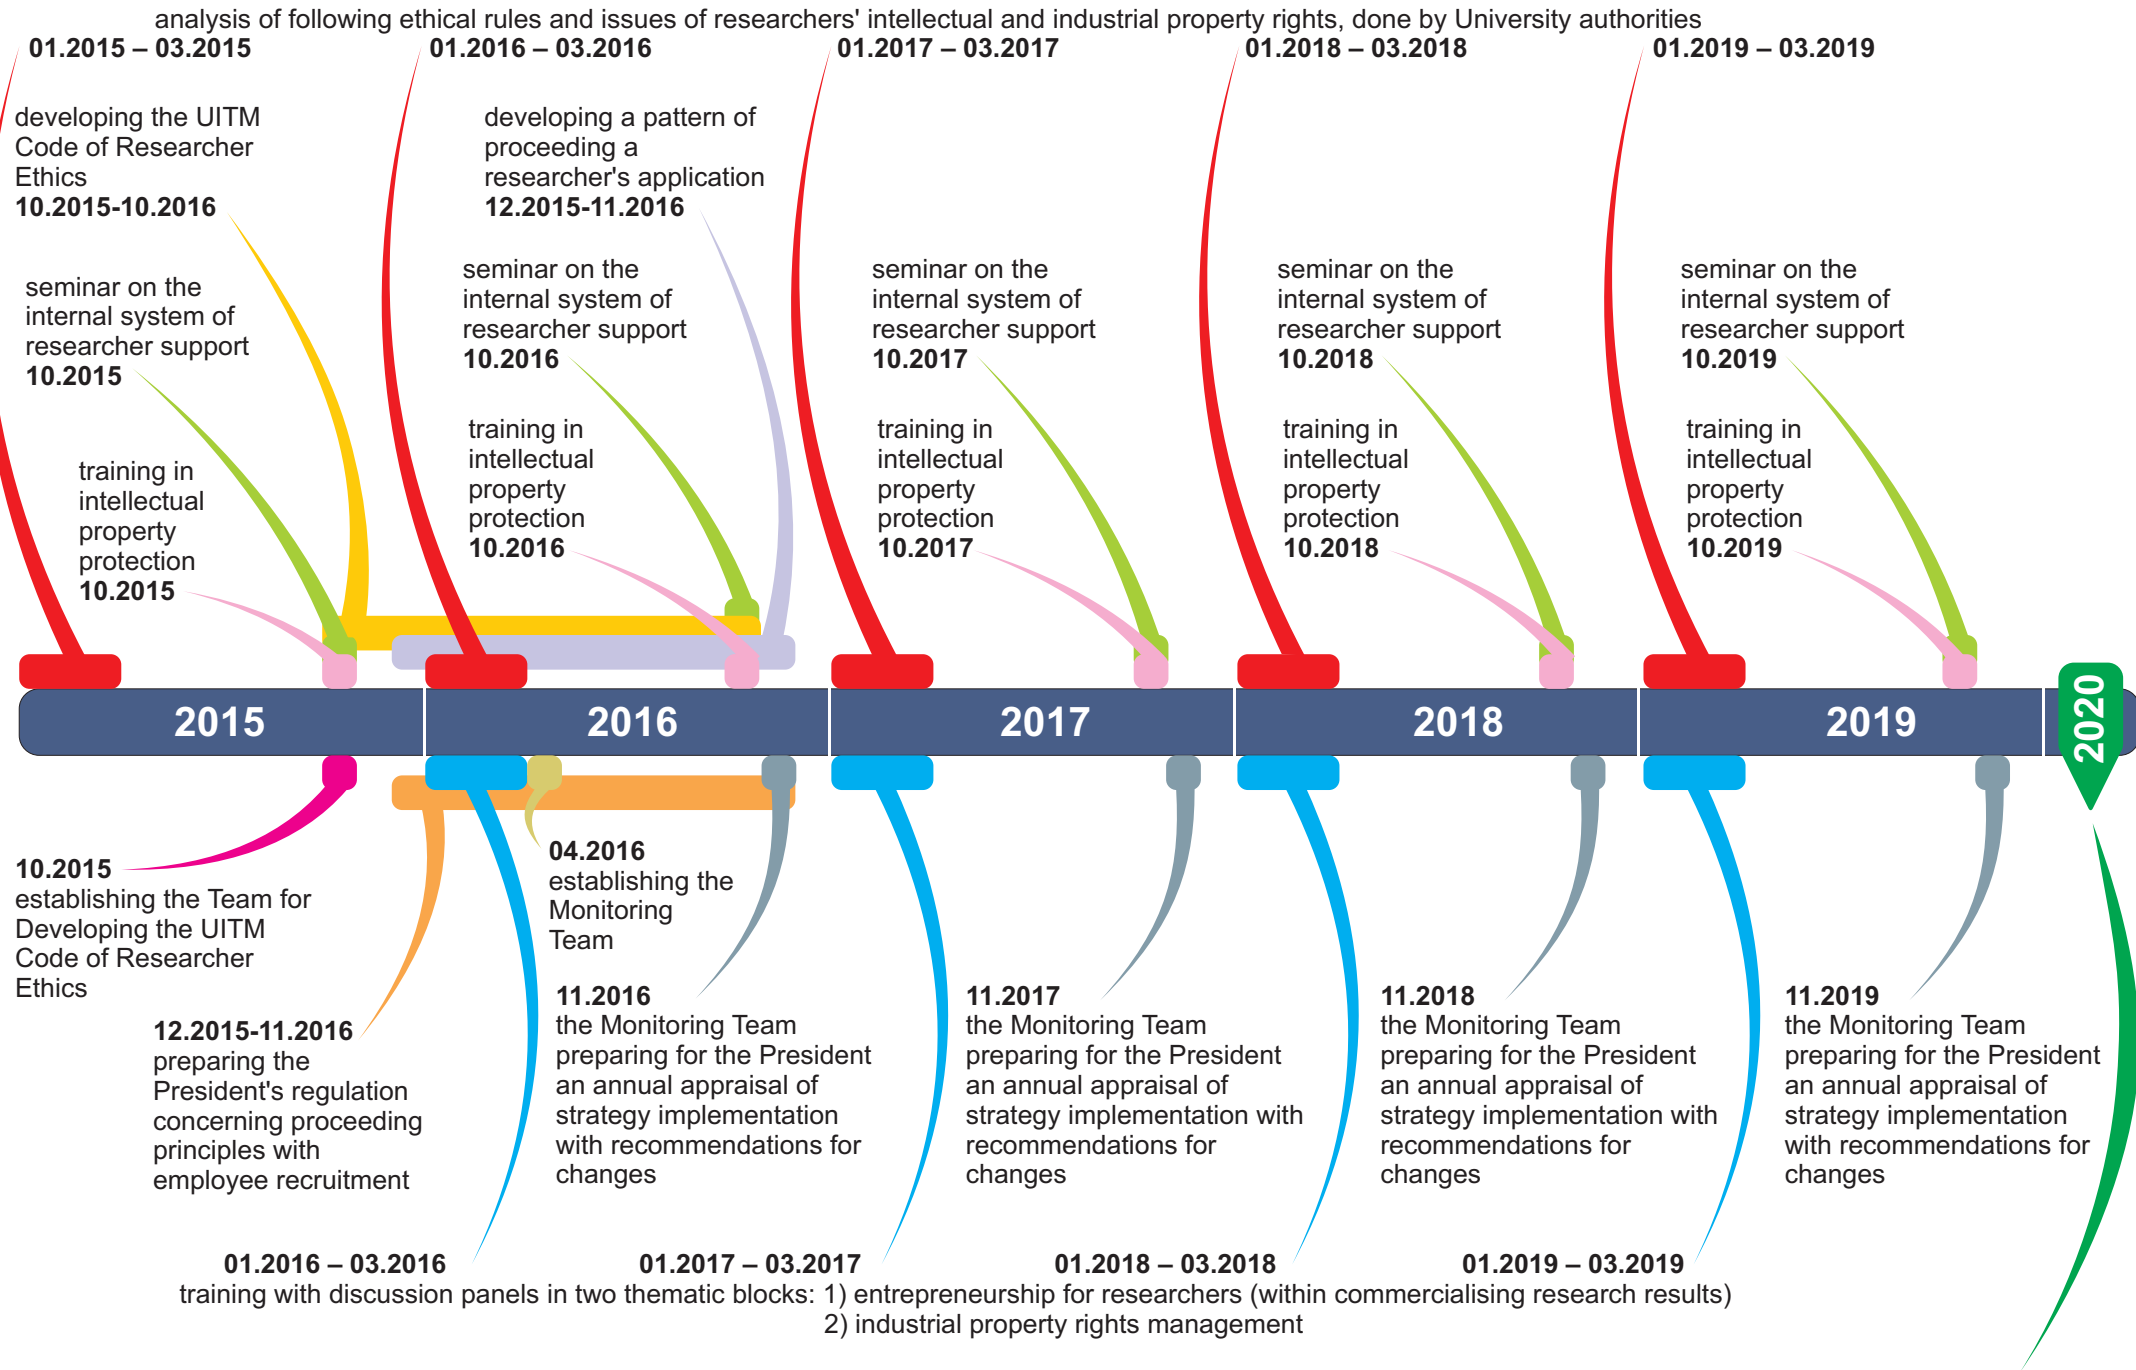 analysis of following ethical rules and issues of researchers' intellectual and industrial property rights, done by University authorities
01.2015 – 03.2015
01.2016 – 03.2016
01.2017 – 03.2017
01.2018 – 03.2018
01.2019 – 03.2019
developing the UITM
Code of Researcher
Ethics
10.2015-10.2016
developing a pattern of
proceeding a
researcher's application
12.2015-11.2016
seminar on the
internal system of
researcher support
10.2015
seminar on the
internal system of
researcher support
10.2016
seminar on the
internal system of
researcher support
10.2017
seminar on the
internal system of
researcher support
10.2018
seminar on the
internal system of
researcher support
10.2019
training in
intellectual
property
protection
10.2015
training in
intellectual
property
protection
10.2016
training in
intellectual
property
protection
10.2017
training in
intellectual
property
protection
10.2018
training in
intellectual
property
protection
10.2019
2015
2016
2017
2018
2019
2020
10.2015
establishing the Team for
Developing the UITM
Code of Researcher
Ethics
12.2015-11.2016
preparing the
President's regulation
concerning proceeding
principles with
employee recruitment
04.2016
establishing the
Monitoring
Team
11.2016
the Monitoring Team
preparing for the President
an annual appraisal of
strategy implementation
with recommendations for
changes
11.2017
the Monitoring Team
preparing for the President
an annual appraisal of
strategy implementation with
recommendations for
changes
11.2018
the Monitoring Team
preparing for the President
an annual appraisal of
strategy implementation with
recommendations for
changes
11.2019
the Monitoring Team
preparing for the President
an annual appraisal of
strategy implementation
with recommendations for
changes
01.2016 – 03.2016
01.2017 – 03.2017
01.2018 – 03.2018
01.2019 – 03.2019
training with discussion panels in two thematic blocks: 1) entrepreneurship for researchers (within commercialising research results)
2) industrial property rights management